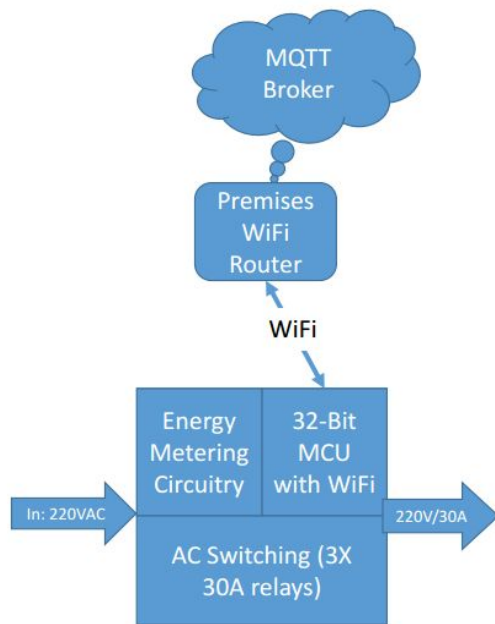 MQTT
Broker
Premises
WiFi
Router
WiFi
Energy
Metering
Circuitry
32-Bit
MCU
with WiFi
In: 220VAC
220V/30A
AC Switching (3X
30A relays)